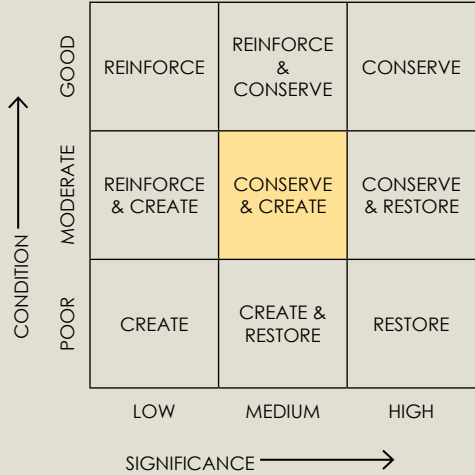 GOOD
REINFORCE
REINFORCE
&
CONSERVE
CONSERVE
MODERATE
REINFORCE
& CREATE
CONSERVE
& CREATE
CONSERVE
& RESTORE
CONDITION
POOR
CREATE
CREATE &
RESTORE
RESTORE
LOW
MEDIUM
HIGH
SIGNIFICANCE